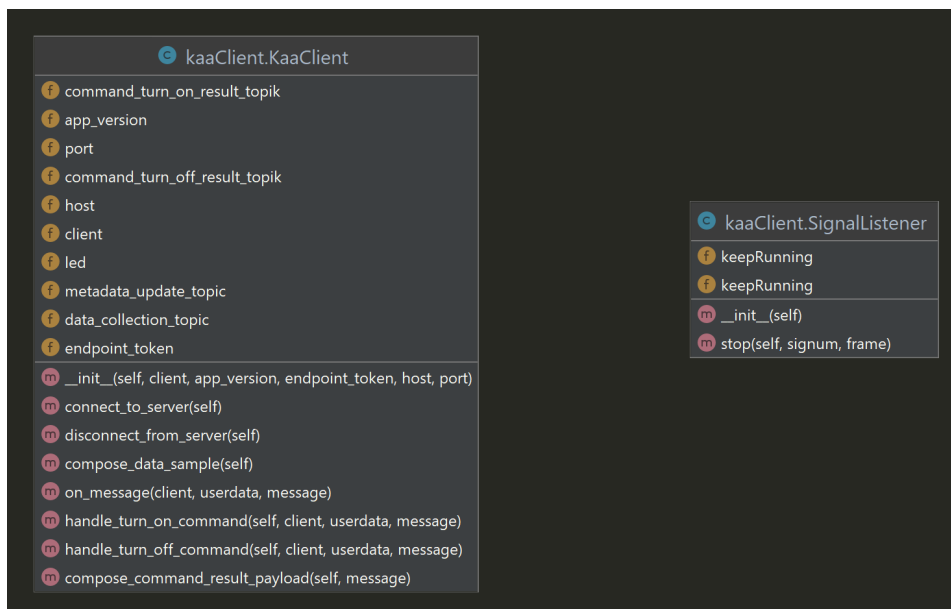 kaaClient.KaaClient
command_turn_on_result_topik
app_version
port
command_turn_off_result_topik
host
client
led
metadata_update_topic
data_collection_topic
endpoint_token
__init__(self, client, app_version, endpoint_token, host, port)
connect_to_server(self)
disconnect_from_server(self)
compose_data_sample(self)
on_message(client, userdata, message)
handle_turn_on_command(self, client, userdata, message)
handle_turn_off_command(self, client, userdata, message)
compose_command_result_payload(self, message)
kaaClient.SignalListener
keepRunning
keepRunning
__init__(self)
stop(self, signum, frame)